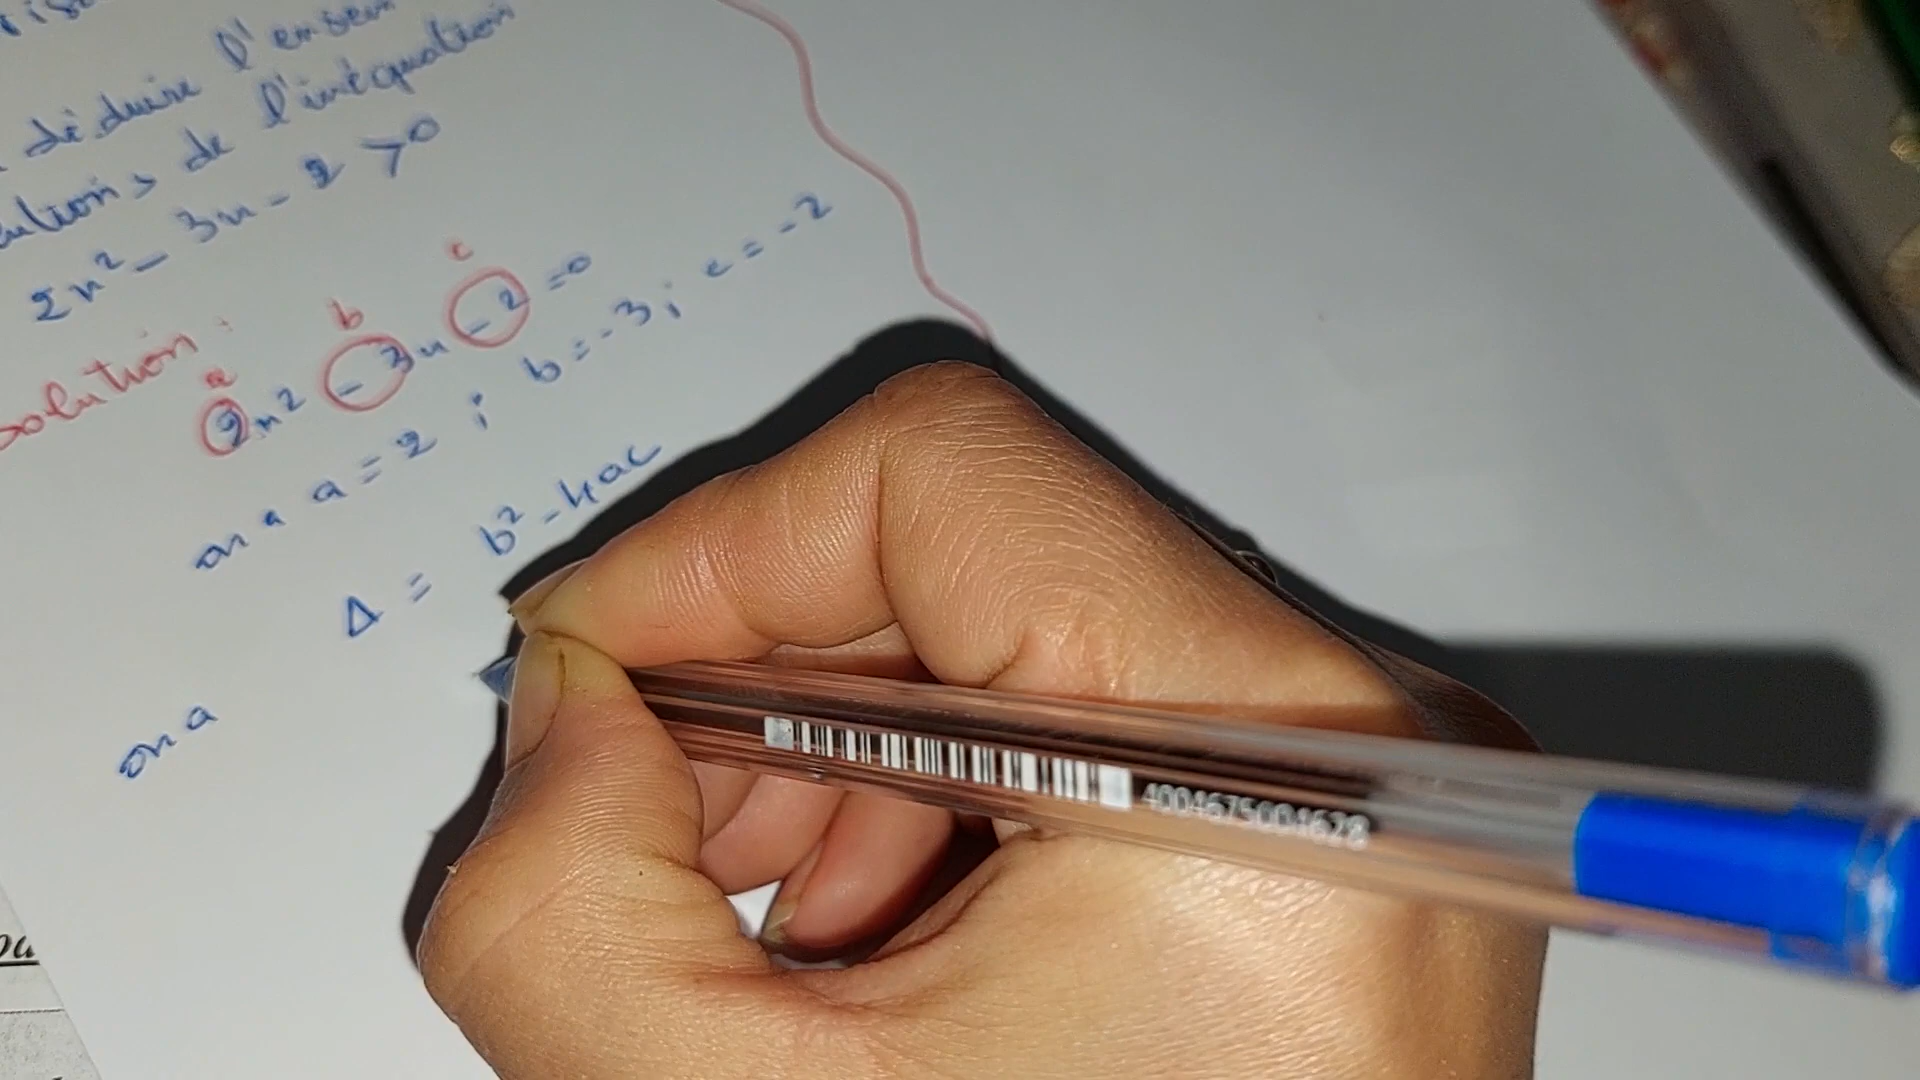 déduire l'ensem
lutions de l'inéquation
2x² - 3x - 2 > 0
solution :
a b c
2x² - 3x - 2 = 0
on a a = 2 ; b = -3 ; c = -2
Δ = b² - 4ac
on a
4004675004628